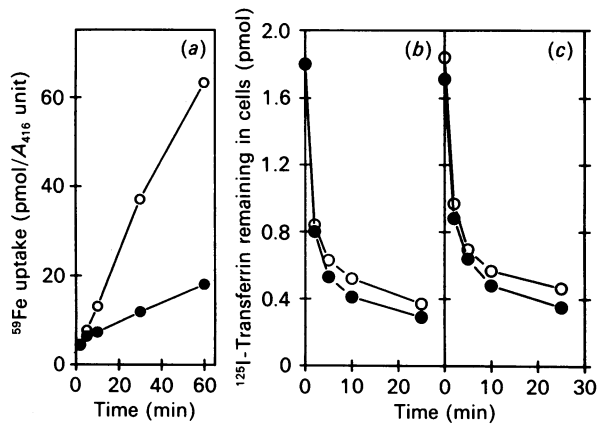 (a)
⁵⁹Fe uptake (pmol/A₄₁₆ unit)
60
40
20
0
0 20 40 60
Time (min)
(b) (c)
¹²⁵I-Transferrin remaining in cells (pmol)
2.0
1.6
1.2
0.8
0.4
0
0 10 20 0 10 20 30
Time (min)